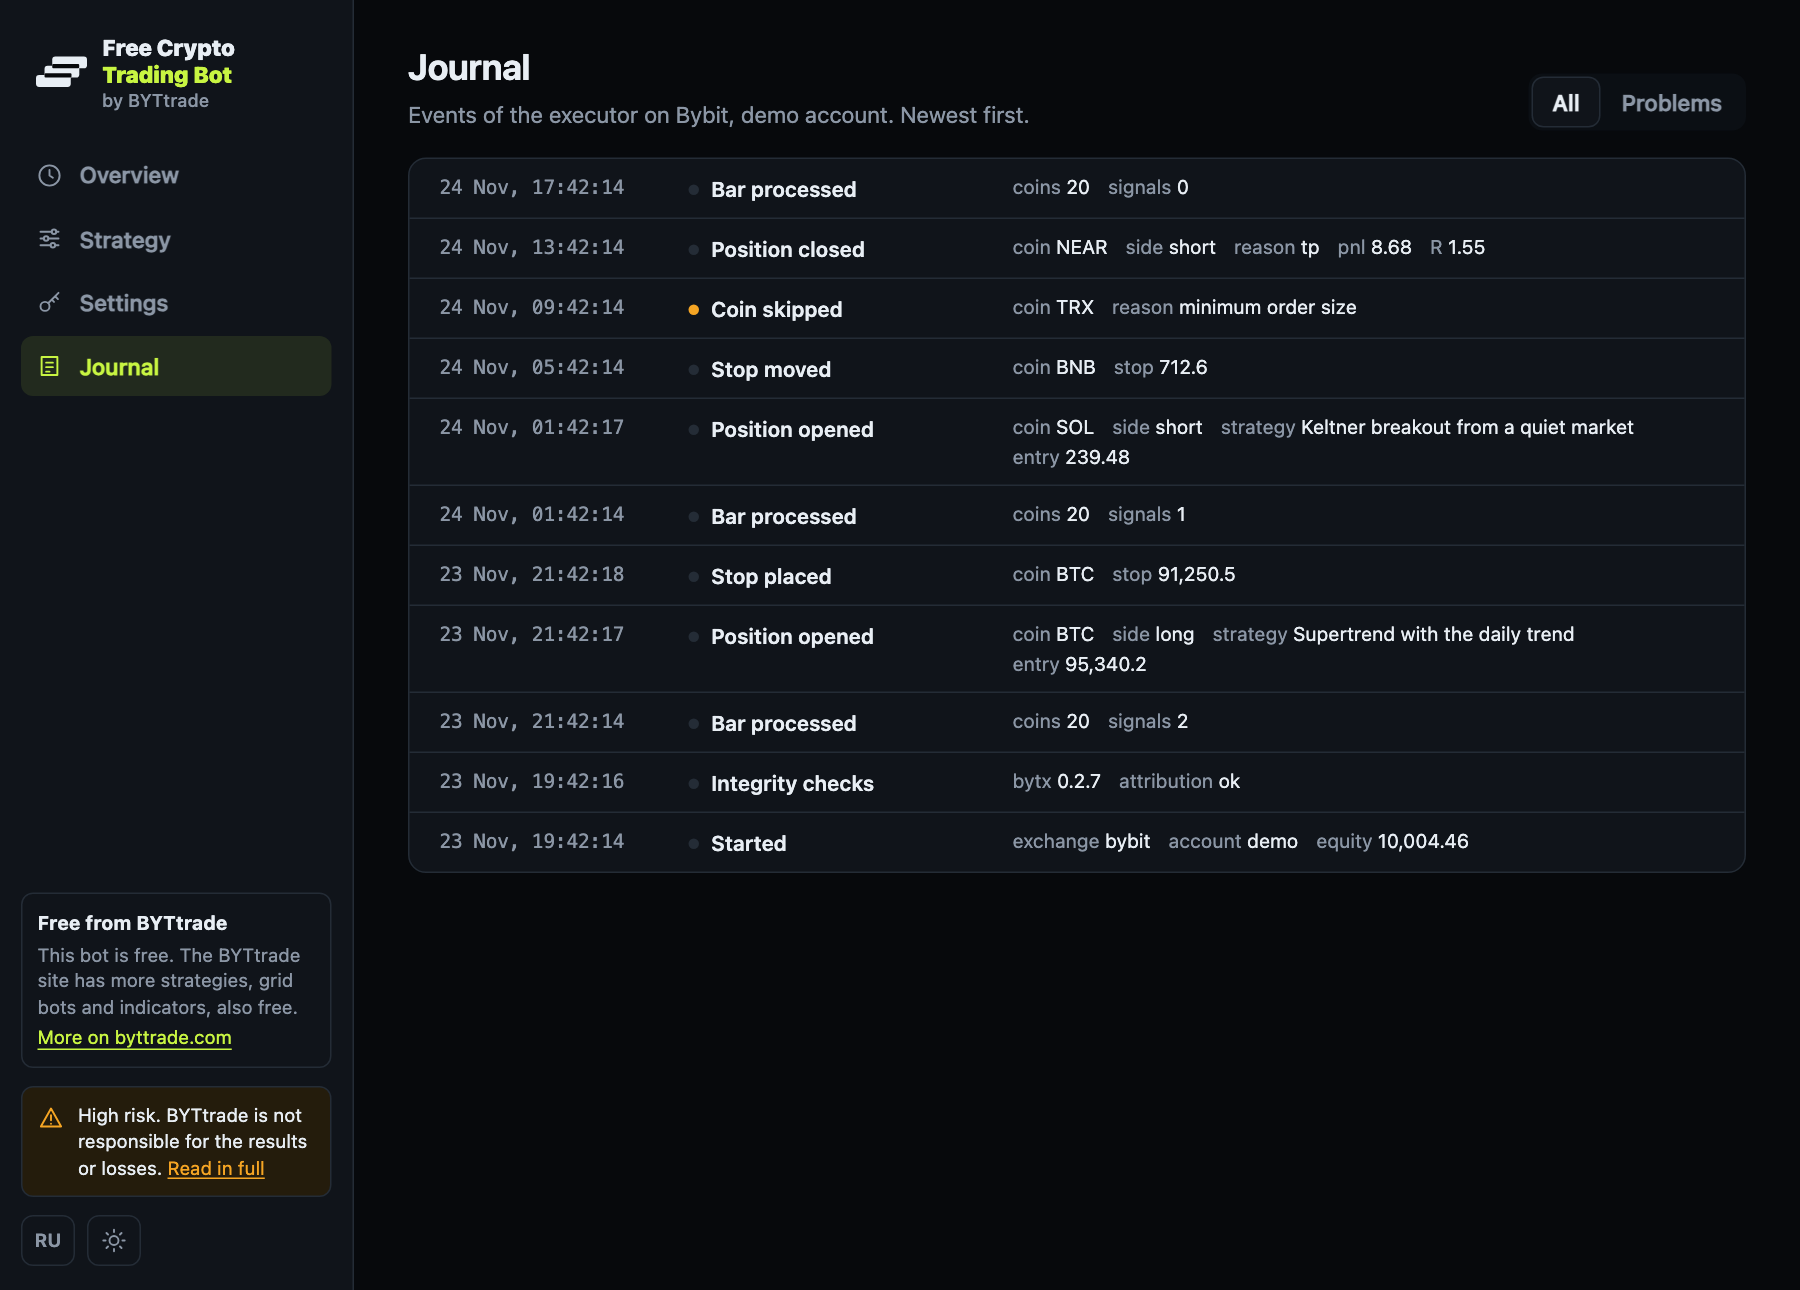 Free Crypto
Trading Bot
by BYTtrade
Overview
Strategy
Settings
Journal
Free from BYTtrade
This bot is free. The BYTtrade
site has more strategies, grid
bots and indicators, also free.
More on byttrade.com
High risk. BYTtrade is not
responsible for the results
or losses. Read in full
RU
Journal
Events of the executor on Bybit, demo account. Newest first.
All Problems
24 Nov, 17:42:14 Bar processed coins 20 signals 0
24 Nov, 13:42:14 Position closed coin NEAR side short reason tp pnl 8.68 R 1.55
24 Nov, 09:42:14 Coin skipped coin TRX reason minimum order size
24 Nov, 05:42:14 Stop moved coin BNB stop 712.6
24 Nov, 01:42:17 Position opened coin SOL side short strategy Keltner breakout from a quiet market
entry 239.48
24 Nov, 01:42:14 Bar processed coins 20 signals 1
23 Nov, 21:42:18 Stop placed coin BTC stop 91,250.5
23 Nov, 21:42:17 Position opened coin BTC side long strategy Supertrend with the daily trend
entry 95,340.2
23 Nov, 21:42:14 Bar processed coins 20 signals 2
23 Nov, 19:42:16 Integrity checks bytx 0.2.7 attribution ok
23 Nov, 19:42:14 Started exchange bybit account demo equity 10,004.46